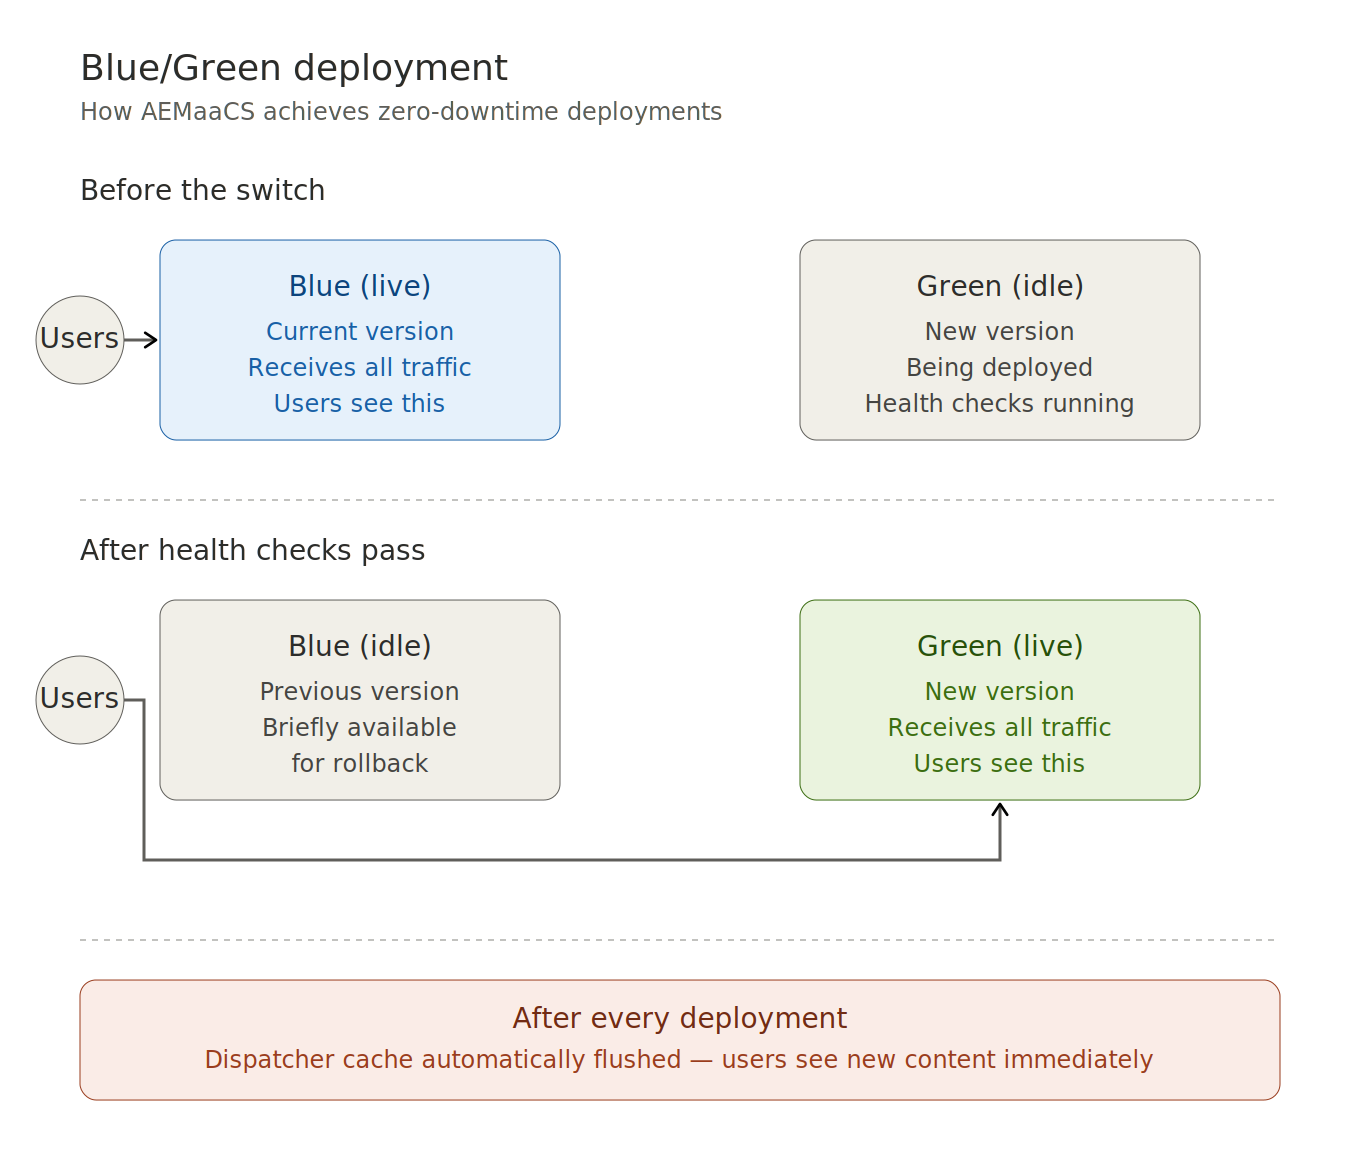 Blue/Green deployment
How AEMaaCS achieves zero-downtime deployments
Before the switch
Users
Blue (live)
Current version
Receives all traffic
Users see this
Green (idle)
New version
Being deployed
Health checks running
After health checks pass
Users
Blue (idle)
Previous version
Briefly available
for rollback
Green (live)
New version
Receives all traffic
Users see this
After every deployment
Dispatcher cache automatically flushed — users see new content immediately